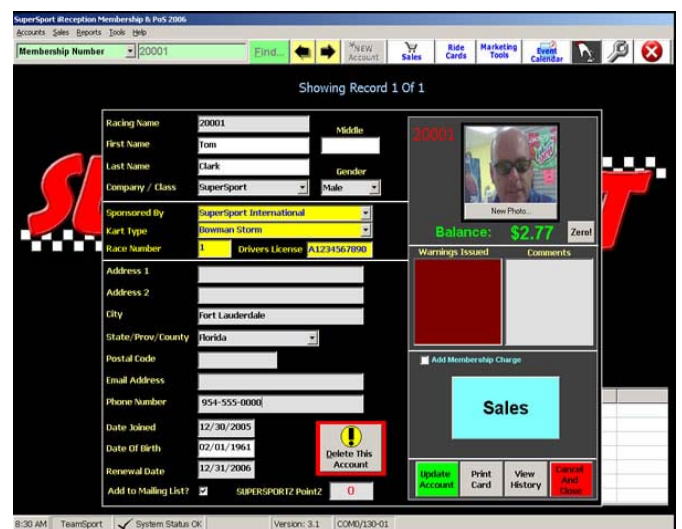 SuperSport iReception Membership & PoS 2006
Accounts Sales Reports Tools Help
Membership Number 20001 Find... NEW Account Sales Ride Cards Marketing Tools Event Calendar
Showing Record 1 Of 1
Racing Name 20001 Middle
First Name Tom
Last Name Clark Gender
Company / Class SuperSport Male
Sponsored By SuperSport International
Kart Type Bowman Storm
Race Number 1 Drivers License A1234567890
Address 1
Address 2
City Fort Lauderdale
State/Prov/County Florida
Postal Code
Email Address
Phone Number 954-555-0000
Date Joined 12/30/2005
Date Of Birth 02/01/1961
Renewal Date 12/31/2006
Delete This Account
Add to Mailing List? SUPERSPORTZ PointZ 0
20001
New Photo...
Balance: $2.77 Zero!
Warnings Issued Comments
Add Membership Charge
Sales
Update Account Print Card View History Cancel And Close
8:30 AM TeamSport System Status OK Version: 3.1 COM0/130-01